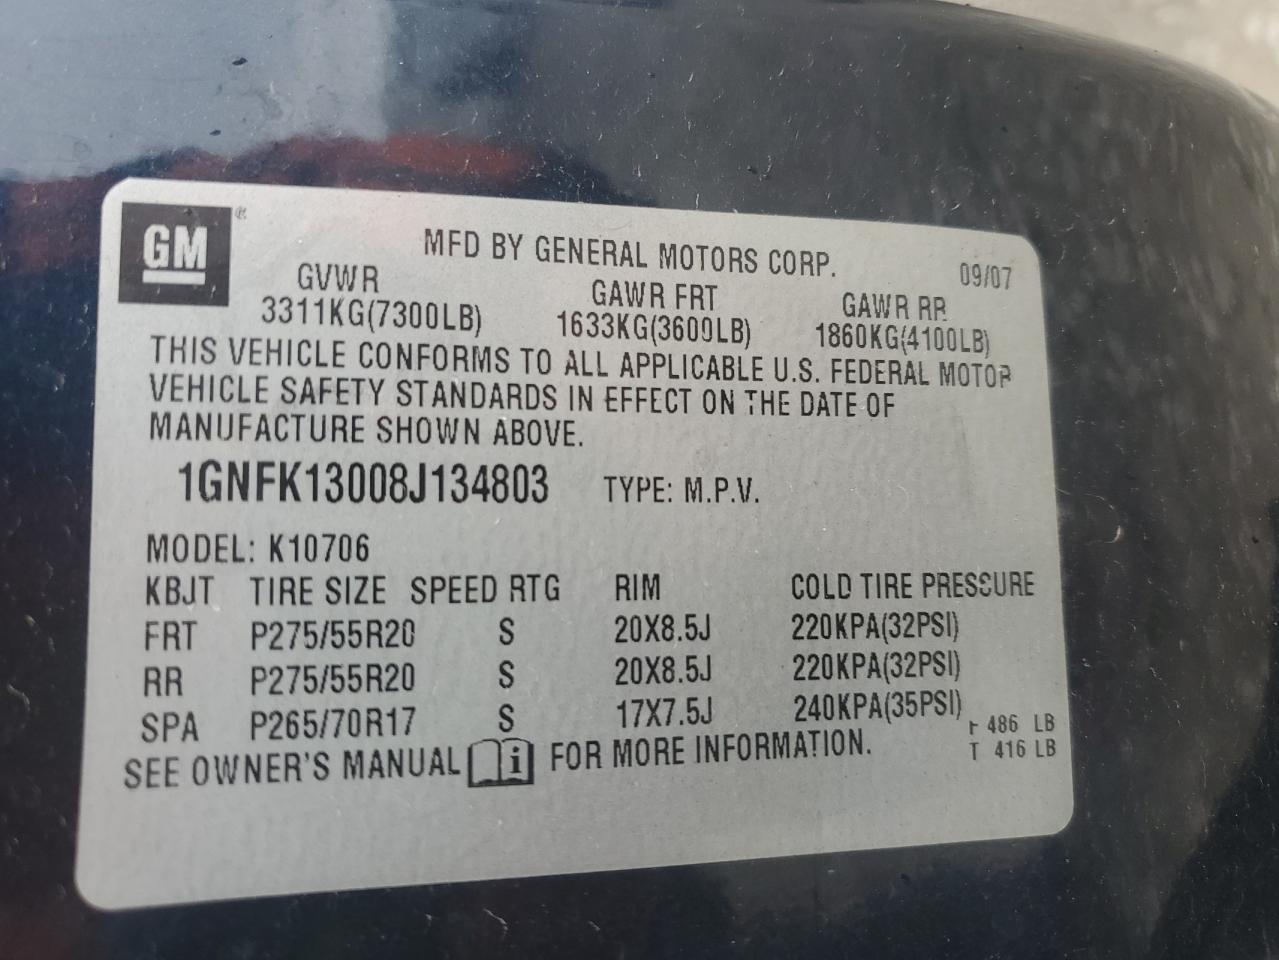 GM ®
MFD BY GENERAL MOTORS CORP.
09/07
GVWR GAWR FRT GAWR RR
3311KG(7300LB) 1633KG(3600LB) 1860KG(4100LB)
THIS VEHICLE CONFORMS TO ALL APPLICABLE U.S. FEDERAL MOTOR
VEHICLE SAFETY STANDARDS IN EFFECT ON THE DATE OF
MANUFACTURE SHOWN ABOVE.
1GNFK13008J134803 TYPE: M.P.V.
MODEL: K10706
KBJT TIRE SIZE SPEED RTG RIM COLD TIRE PRESSURE
FRT P275/55R20 S 20X8.5J 220KPA(32PSI)
RR P275/55R20 S 20X8.5J 220KPA(32PSI)
SPA P265/70R17 S 17X7.5J 240KPA(35PSI)
SEE OWNER'S MANUAL i FOR MORE INFORMATION.
486 LB
T 416 LB